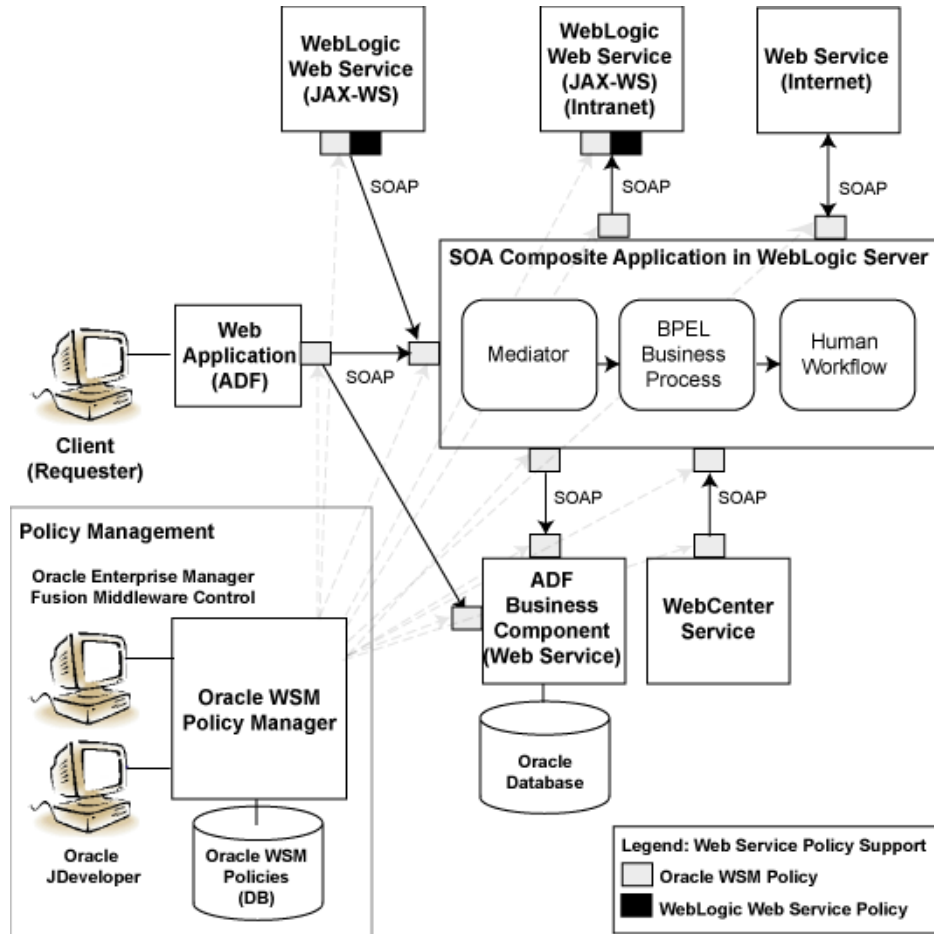 WebLogic
Web Service
(JAX-WS)
WebLogic
Web Service
(JAX-WS)
(Intranet)
Web Service
(Internet)
SOAP
SOAP
SOAP
SOA Composite Application in WebLogic Server
Mediator
BPEL
Business
Process
Human
Workflow
Web
Application
(ADF)
SOAP
Client
(Requester)
SOAP
SOAP
Policy Management
Oracle Enterprise Manager
Fusion Middleware Control
Oracle WSM
Policy Manager
Oracle
JDeveloper
Oracle WSM
Policies
(DB)
ADF
Business
Component
(Web Service)
WebCenter
Service
Oracle
Database
Legend: Web Service Policy Support
Oracle WSM Policy
WebLogic Web Service Policy